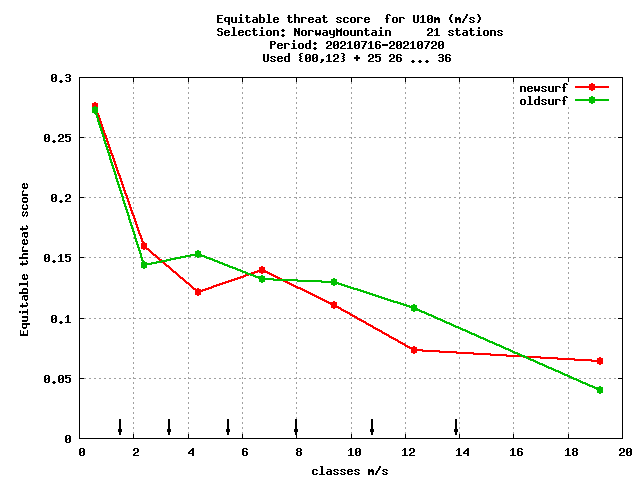 Equitable threat score  for U10m (m/s)
Selection: NorwayMountain     21 stations
Period: 20210716-20210720
Used {00,12} + 25 26 ... 36
newsurf
oldsurf
0.3
0.25
0.2
0.15
0.1
0.05
0
Equitable threat score
0 2 4 6 8 10 12 14 16 18 20
classes m/s